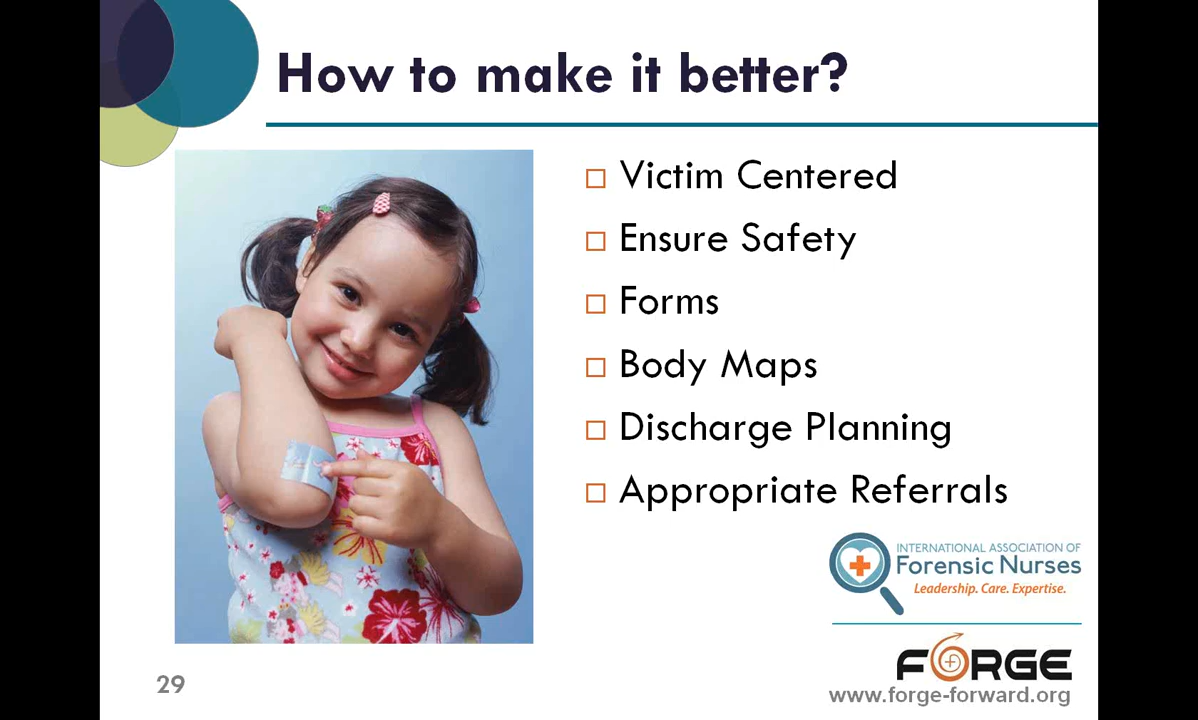 How to make it better?
Victim Centered
Ensure Safety
Forms
Body Maps
Discharge Planning
Appropriate Referrals
INTERNATIONAL ASSOCIATION OF
Forensic Nurses
Leadership. Care. Expertise.
FORGE
www.forge-forward.org
29